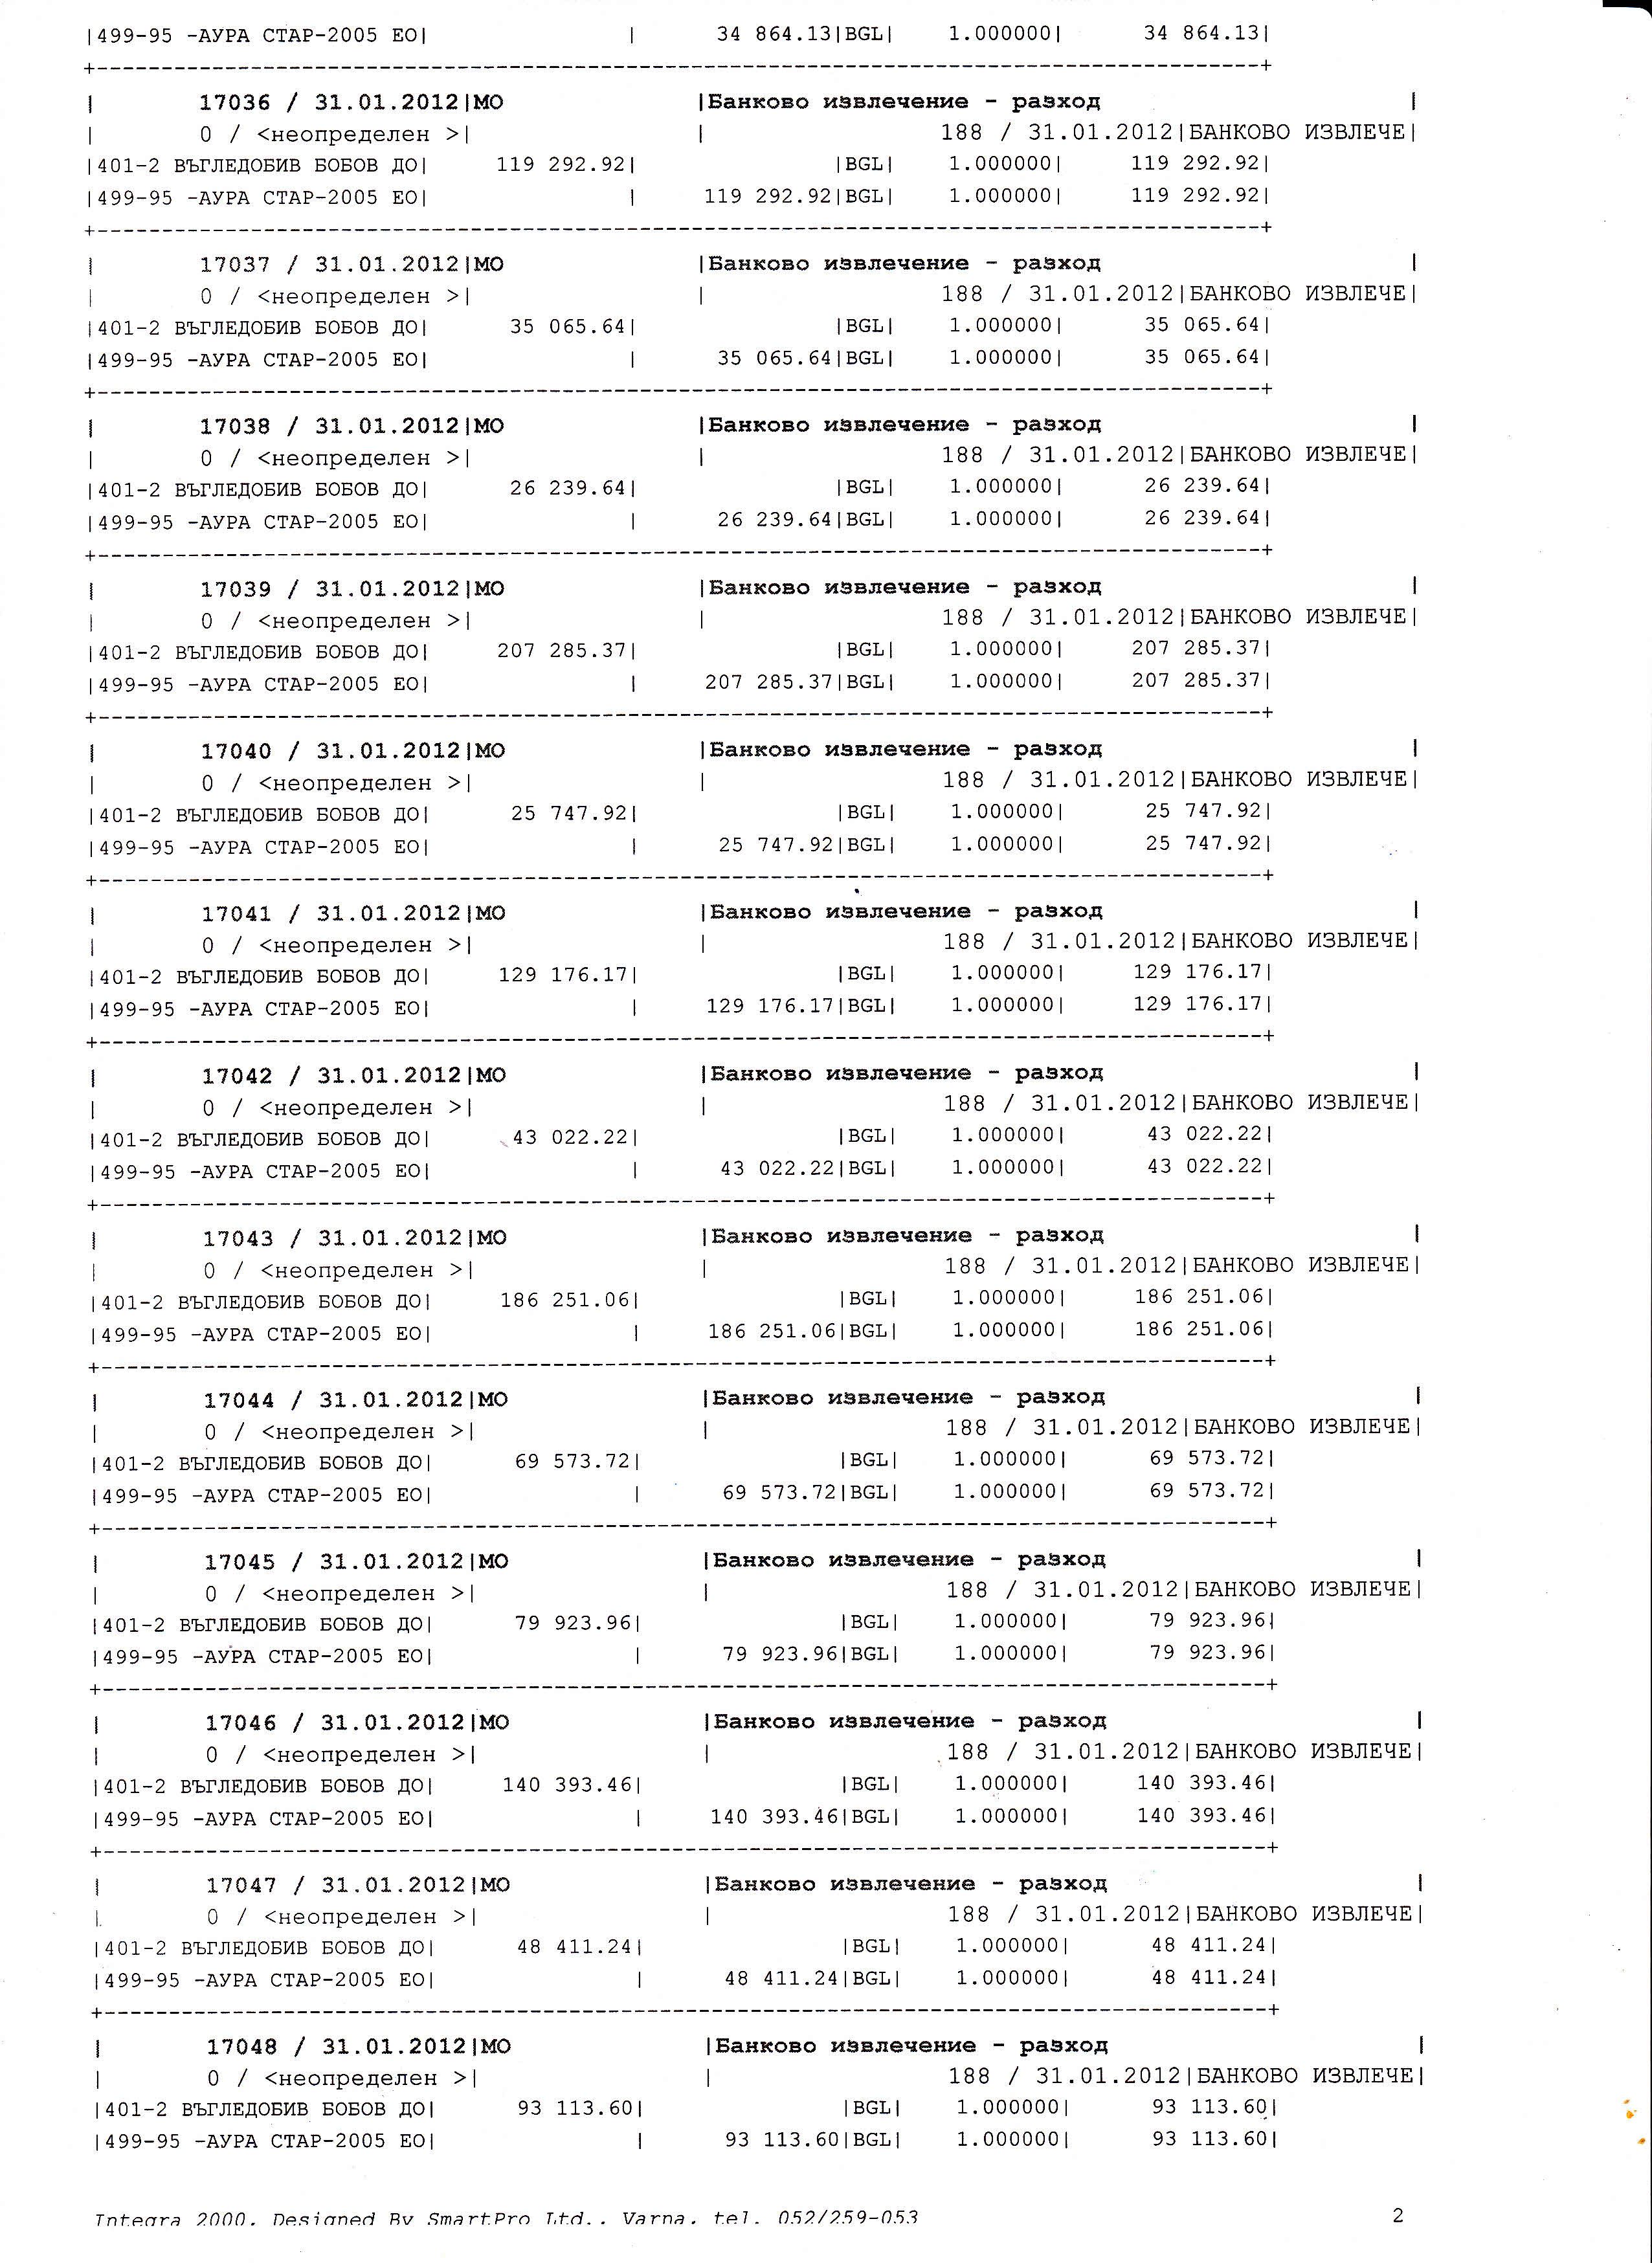 |499-95 -АУРА СТАР-2005 ЕО| | 34 864.13|BGL| 1.000000| 34 864.13|
+------------------------------------------------------------------------------------------+
| 17036 / 31.01.2012|МО |Банково извлечение - разход |
| 0 / <неопределен >| | 188 / 31.01.2012|БАНКОВО ИЗВЛЕЧЕ|
|401-2 ВЪГЛЕДОБИВ БОБОВ ДО| 119 292.92| |BGL| 1.000000| 119 292.92|
|499-95 -АУРА СТАР-2005 ЕО| | 119 292.92|BGL| 1.000000| 119 292.92|
+------------------------------------------------------------------------------------------+
| 17037 / 31.01.2012|МО |Банково извлечение - разход |
| 0 / <неопределен >| | 188 / 31.01.2012|БАНКОВО ИЗВЛЕЧЕ|
|401-2 ВЪГЛЕДОБИВ БОБОВ ДО| 35 065.64| |BGL| 1.000000| 35 065.64|
|499-95 -АУРА СТАР-2005 ЕО| | 35 065.64|BGL| 1.000000| 35 065.64|
+------------------------------------------------------------------------------------------+
| 17038 / 31.01.2012|МО |Банково извлечение - разход |
| 0 / <неопределен >| | 188 / 31.01.2012|БАНКОВО ИЗВЛЕЧЕ|
|401-2 ВЪГЛЕДОБИВ БОБОВ ДО| 26 239.64| |BGL| 1.000000| 26 239.64|
|499-95 -АУРА СТАР-2005 ЕО| | 26 239.64|BGL| 1.000000| 26 239.64|
+------------------------------------------------------------------------------------------+
| 17039 / 31.01.2012|МО |Банково извлечение - разход |
| 0 / <неопределен >| | 188 / 31.01.2012|БАНКОВО ИЗВЛЕЧЕ|
|401-2 ВЪГЛЕДОБИВ БОБОВ ДО| 207 285.37| |BGL| 1.000000| 207 285.37|
|499-95 -АУРА СТАР-2005 ЕО| | 207 285.37|BGL| 1.000000| 207 285.37|
+------------------------------------------------------------------------------------------+
| 17040 / 31.01.2012|МО |Банково извлечение - разход |
| 0 / <неопределен >| | 188 / 31.01.2012|БАНКОВО ИЗВЛЕЧЕ|
|401-2 ВЪГЛЕДОБИВ БОБОВ ДО| 25 747.92| |BGL| 1.000000| 25 747.92|
|499-95 -АУРА СТАР-2005 ЕО| | 25 747.92|BGL| 1.000000| 25 747.92|
+------------------------------------------------------------------------------------------+
| 17041 / 31.01.2012|МО |Банково извлечение - разход |
| 0 / <неопределен >| | 188 / 31.01.2012|БАНКОВО ИЗВЛЕЧЕ|
|401-2 ВЪГЛЕДОБИВ БОБОВ ДО| 129 176.17| |BGL| 1.000000| 129 176.17|
|499-95 -АУРА СТАР-2005 ЕО| | 129 176.17|BGL| 1.000000| 129 176.17|
+------------------------------------------------------------------------------------------+
| 17042 / 31.01.2012|МО |Банково извлечение - разход |
| 0 / <неопределен >| | 188 / 31.01.2012|БАНКОВО ИЗВЛЕЧЕ|
|401-2 ВЪГЛЕДОБИВ БОБОВ ДО| 43 022.22| |BGL| 1.000000| 43 022.22|
|499-95 -АУРА СТАР-2005 ЕО| | 43 022.22|BGL| 1.000000| 43 022.22|
+------------------------------------------------------------------------------------------+
| 17043 / 31.01.2012|МО |Банково извлечение - разход |
| 0 / <неопределен >| | 188 / 31.01.2012|БАНКОВО ИЗВЛЕЧЕ|
|401-2 ВЪГЛЕДОБИВ БОБОВ ДО| 186 251.06| |BGL| 1.000000| 186 251.06|
|499-95 -АУРА СТАР-2005 ЕО| | 186 251.06|BGL| 1.000000| 186 251.06|
+------------------------------------------------------------------------------------------+
| 17044 / 31.01.2012|МО |Банково извлечение - разход |
| 0 / <неопределен >| | 188 / 31.01.2012|БАНКОВО ИЗВЛЕЧЕ|
|401-2 ВЪГЛЕДОБИВ БОБОВ ДО| 69 573.72| |BGL| 1.000000| 69 573.72|
|499-95 -АУРА СТАР-2005 ЕО| | 69 573.72|BGL| 1.000000| 69 573.72|
+------------------------------------------------------------------------------------------+
| 17045 / 31.01.2012|МО |Банково извлечение - разход |
| 0 / <неопределен >| | 188 / 31.01.2012|БАНКОВО ИЗВЛЕЧЕ|
|401-2 ВЪГЛЕДОБИВ БОБОВ ДО| 79 923.96| |BGL| 1.000000| 79 923.96|
|499-95 -АУРА СТАР-2005 ЕО| | 79 923.96|BGL| 1.000000| 79 923.96|
+------------------------------------------------------------------------------------------+
| 17046 / 31.01.2012|МО |Банково извлечение - разход |
| 0 / <неопределен >| | 188 / 31.01.2012|БАНКОВО ИЗВЛЕЧЕ|
|401-2 ВЪГЛЕДОБИВ БОБОВ ДО| 140 393.46| |BGL| 1.000000| 140 393.46|
|499-95 -АУРА СТАР-2005 ЕО| | 140 393.46|BGL| 1.000000| 140 393.46|
+------------------------------------------------------------------------------------------+
| 17047 / 31.01.2012|МО |Банково извлечение - разход |
| 0 / <неопределен >| | 188 / 31.01.2012|БАНКОВО ИЗВЛЕЧЕ|
|401-2 ВЪГЛЕДОБИВ БОБОВ ДО| 48 411.24| |BGL| 1.000000| 48 411.24|
|499-95 -АУРА СТАР-2005 ЕО| | 48 411.24|BGL| 1.000000| 48 411.24|
+------------------------------------------------------------------------------------------+
| 17048 / 31.01.2012|МО |Банково извлечение - разход |
| 0 / <неопределен >| | 188 / 31.01.2012|БАНКОВО ИЗВЛЕЧЕ|
|401-2 ВЪГЛЕДОБИВ БОБОВ ДО| 93 113.60| |BGL| 1.000000| 93 113.60|
|499-95 -АУРА СТАР-2005 ЕО| | 93 113.60|BGL| 1.000000| 93 113.60|
Integra 2000. Designed By SmartPro Ltd., Varna, tel. 052/259-053 2